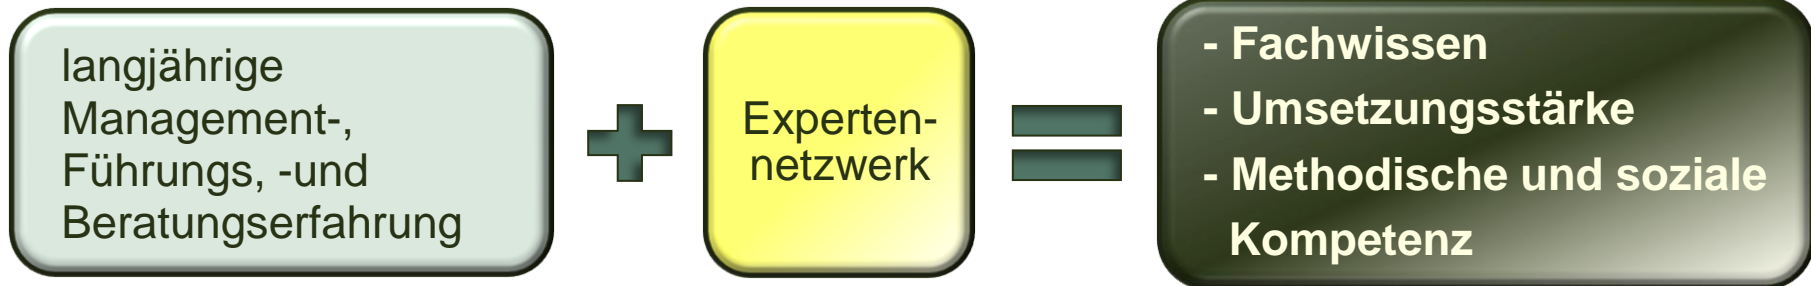 langjährige
Management-,
Führungs, -und
Beratungserfahrung
Experten-
netzwerk
- Fachwissen
- Umsetzungsstärke
- Methodische und soziale
Kompetenz